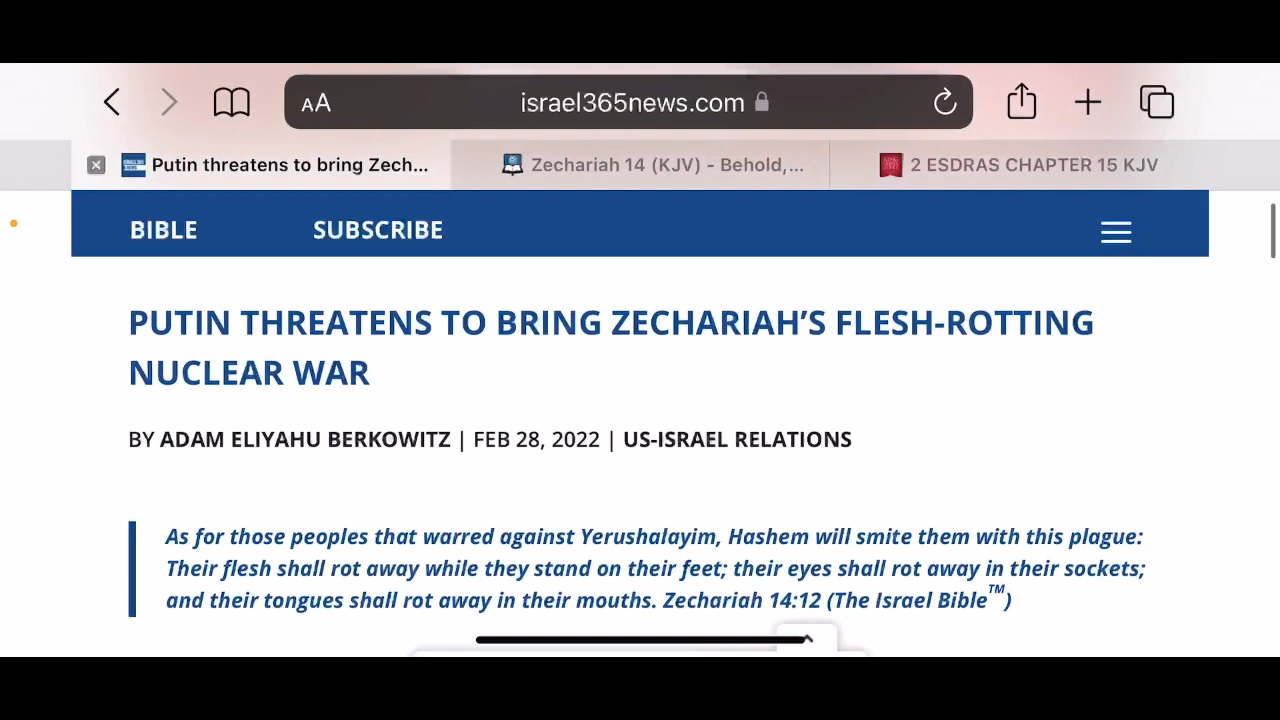 AA israel365news.com
Putin threatens to bring Zech... Zechariah 14 (KJV) - Behold,... 2 ESDRAS CHAPTER 15 KJV
BIBLE SUBSCRIBE
PUTIN THREATENS TO BRING ZECHARIAH’S FLESH-ROTTING
NUCLEAR WAR
BY ADAM ELIYAHU BERKOWITZ | FEB 28, 2022 | US-ISRAEL RELATIONS
As for those peoples that warred against Yerushalayim, Hashem will smite them with this plague:
Their flesh shall rot away while they stand on their feet; their eyes shall rot away in their sockets;
and their tongues shall rot away in their mouths. Zechariah 14:12 (The Israel Bible™)